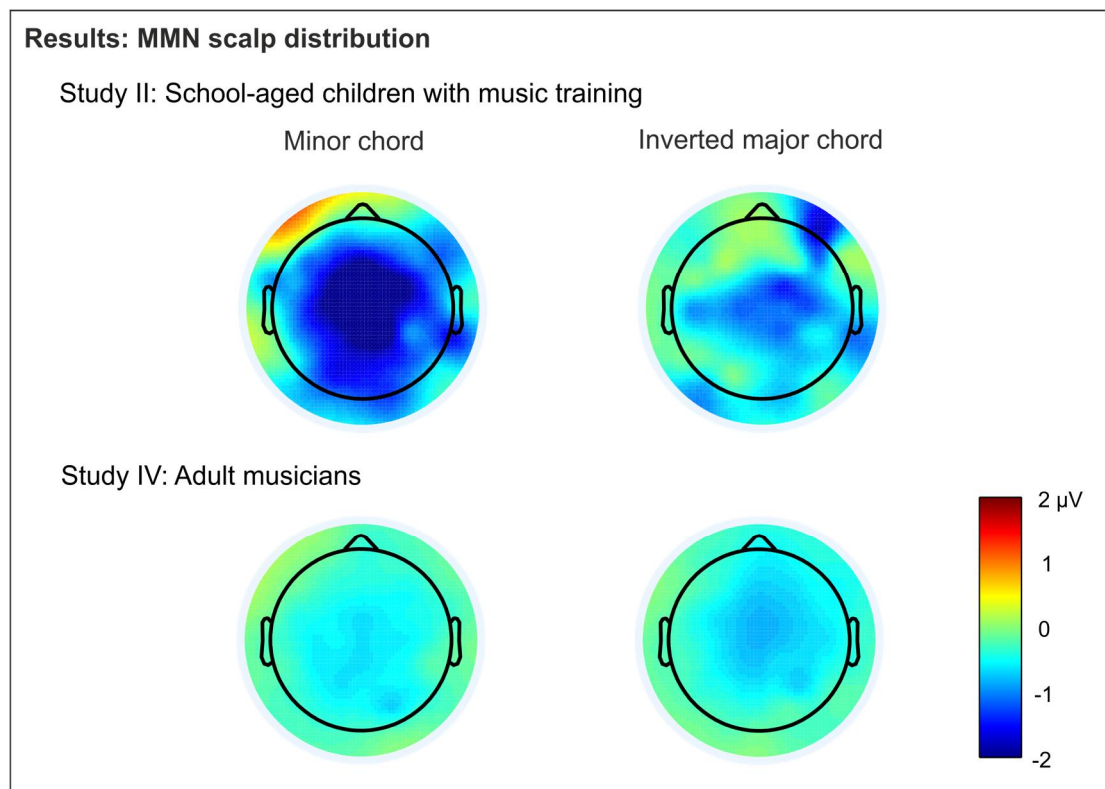 Results: MMN scalp distribution
Study II: School-aged children with music training
Minor chord
Inverted major chord
Study IV: Adult musicians
2 µV
1
0
-1
-2